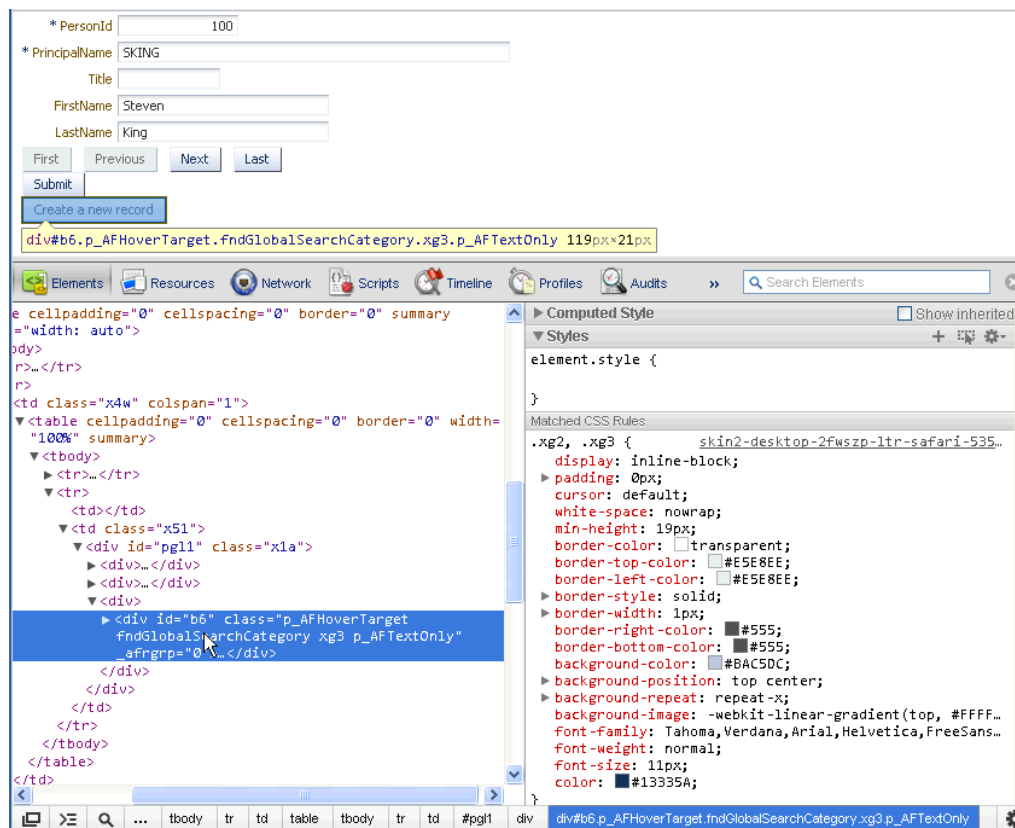 * PersonId 100
* PrincipalName SKING
Title
FirstName Steven
LastName King
First Previous Next Last
Submit
Create a new record
div#b6.p_AFHoverTarget.fndGlobalSearchCategory.xg3.p_AFTextOnly 119px×21px
Elements Resources Network Scripts Timeline Profiles Audits » Search Elements
e cellpadding="0" cellspacing="0" border="0" summary
="width: auto">
ody>
r>…</tr>
r>
<td class="x4w" colspan="1">
▼<table cellpadding="0" cellspacing="0" border="0" width=
"100%" summary>
▼<tbody>
▶<tr>…</tr>
▼<tr>
<td></td>
▼<td class="x51">
▼<div id="pgl1" class="x1a">
▶<div>…</div>
▶<div>…</div>
▼<div>
▶<div id="b6" class="p_AFHoverTarget
fndGlobalSearchCategory xg3 p_AFTextOnly"
_afrgrp="0" …</div>
</div>
</div>
</td>
</tr>
</tbody>
</table>
</td>
▶Computed Style Show inherited
▼Styles
element.style {
}
Matched CSS Rules
.xg2, .xg3 { skin2-desktop-2fwszp-ltr-safari-535…
display: inline-block;
▶padding: 0px;
cursor: default;
white-space: nowrap;
min-height: 19px;
border-color: transparent;
border-top-color: #E5E8EE;
border-left-color: #E5E8EE;
▶border-style: solid;
▶border-width: 1px;
border-right-color: #555;
border-bottom-color: #555;
background-color: #BAC5DC;
▶background-position: top center;
▶background-repeat: repeat-x;
background-image: -webkit-linear-gradient(top, #FFFF…
font-family: Tahoma,Verdana,Arial,Helvetica,FreeSans…
font-weight: normal;
font-size: 11px;
color: #13335A;
}
... tbody tr td table tbody tr td #pgl1 div div#b6.p_AFHoverTarget.fndGlobalSearchCategory.xg3.p_AFTextOnly